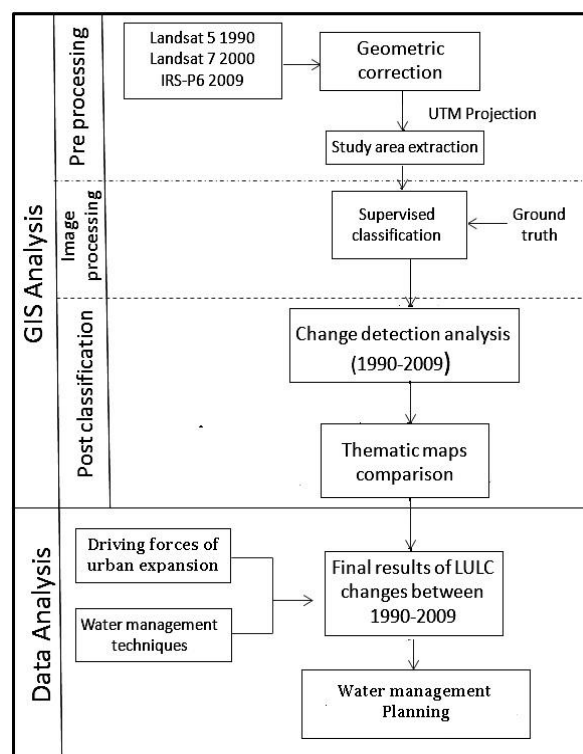 GIS Analysis
Data Analysis
Pre processing
Image
processing
Post classification
Landsat 5 1990
Landsat 7 2000
IRS-P6 2009
Geometric
correction
UTM Projection
Study area extraction
Supervised
classification
Ground
truth
Change detection analysis
(1990-2009)
Thematic maps
comparison
Driving forces of
urban expansion
Water management
techniques
Final results of LULC
changes between
1990-2009
Water management
Planning